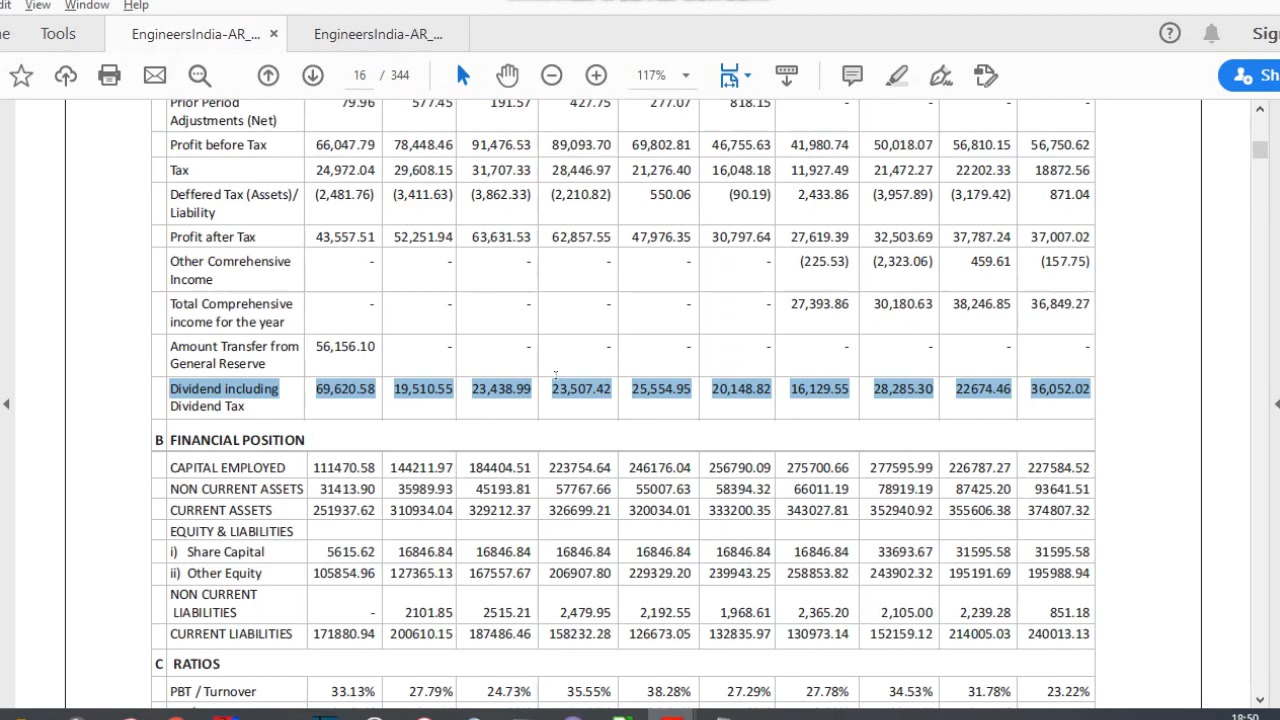 dit View Window Help
ne Tools EngineersIndia-AR_... × EngineersIndia-AR_... ? Sig
16 / 344 117% Sh
Prior Period 79.96 577.45 191.57 427.75 277.07 818.15 - - - -
Adjustments (Net)
Profit before Tax 66,047.79 78,448.46 91,476.53 89,093.70 69,802.81 46,755.63 41,980.74 50,018.07 56,810.15 56,750.62
Tax 24,972.04 29,608.15 31,707.33 28,446.97 21,276.40 16,048.18 11,927.49 21,472.27 22202.33 18872.56
Deffered Tax (Assets)/ (2,481.76) (3,411.63) (3,862.33) (2,210.82) 550.06 (90.19) 2,433.86 (3,957.89) (3,179.42) 871.04
Liability
Profit after Tax 43,557.51 52,251.94 63,631.53 62,857.55 47,976.35 30,797.64 27,619.39 32,503.69 37,787.24 37,007.02
Other Comrehensive - - - - - - (225.53) (2,323.06) 459.61 (157.75)
Income
Total Comprehensive - - - - - - 27,393.86 30,180.63 38,246.85 36,849.27
income for the year
Amount Transfer from 56,156.10 - - - - - - - - -
General Reserve
Dividend including 69,620.58 19,510.55 23,438.99 23,507.42 25,554.95 20,148.82 16,129.55 28,285.30 22674.46 36,052.02
Dividend Tax
B FINANCIAL POSITION
CAPITAL EMPLOYED 111470.58 144211.97 184404.51 223754.64 246176.04 256790.09 275700.66 277595.99 226787.27 227584.52
NON CURRENT ASSETS 31413.90 35989.93 45193.81 57767.66 55007.63 58394.32 66011.19 78919.19 87425.20 93641.51
CURRENT ASSETS 251937.62 310934.04 329212.37 326699.21 320034.01 333200.35 343027.81 352940.92 355606.38 374807.32
EQUITY & LIABILITIES
i) Share Capital 5615.62 16846.84 16846.84 16846.84 16846.84 16846.84 16846.84 33693.67 31595.58 31595.58
ii) Other Equity 105854.96 127365.13 167557.67 206907.80 229329.20 239943.25 258853.82 243902.32 195191.69 195988.94
NON CURRENT
LIABILITIES - 2101.85 2515.21 2,479.95 2,192.55 1,968.61 2,365.20 2,105.00 2,239.28 851.18
CURRENT LIABILITIES 171880.94 200610.15 187486.46 158232.28 126673.05 132835.97 130973.14 152159.12 214005.03 240013.13
C RATIOS
PBT / Turnover 33.13% 27.79% 24.73% 35.55% 38.28% 27.29% 27.78% 34.53% 31.78% 23.22%
18:50